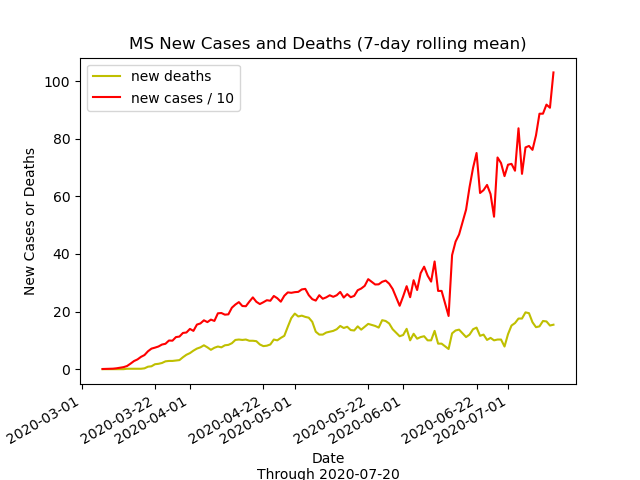 MS New Cases and Deaths (7-day rolling mean)
new deaths
new cases / 10
100
80
60
40
20
0
New Cases or Deaths
2020-03-01
2020-03-22
2020-04-01
2020-04-22
2020-05-01
2020-05-22
2020-06-01
2020-06-22
2020-07-01
Date
Through 2020-07-20